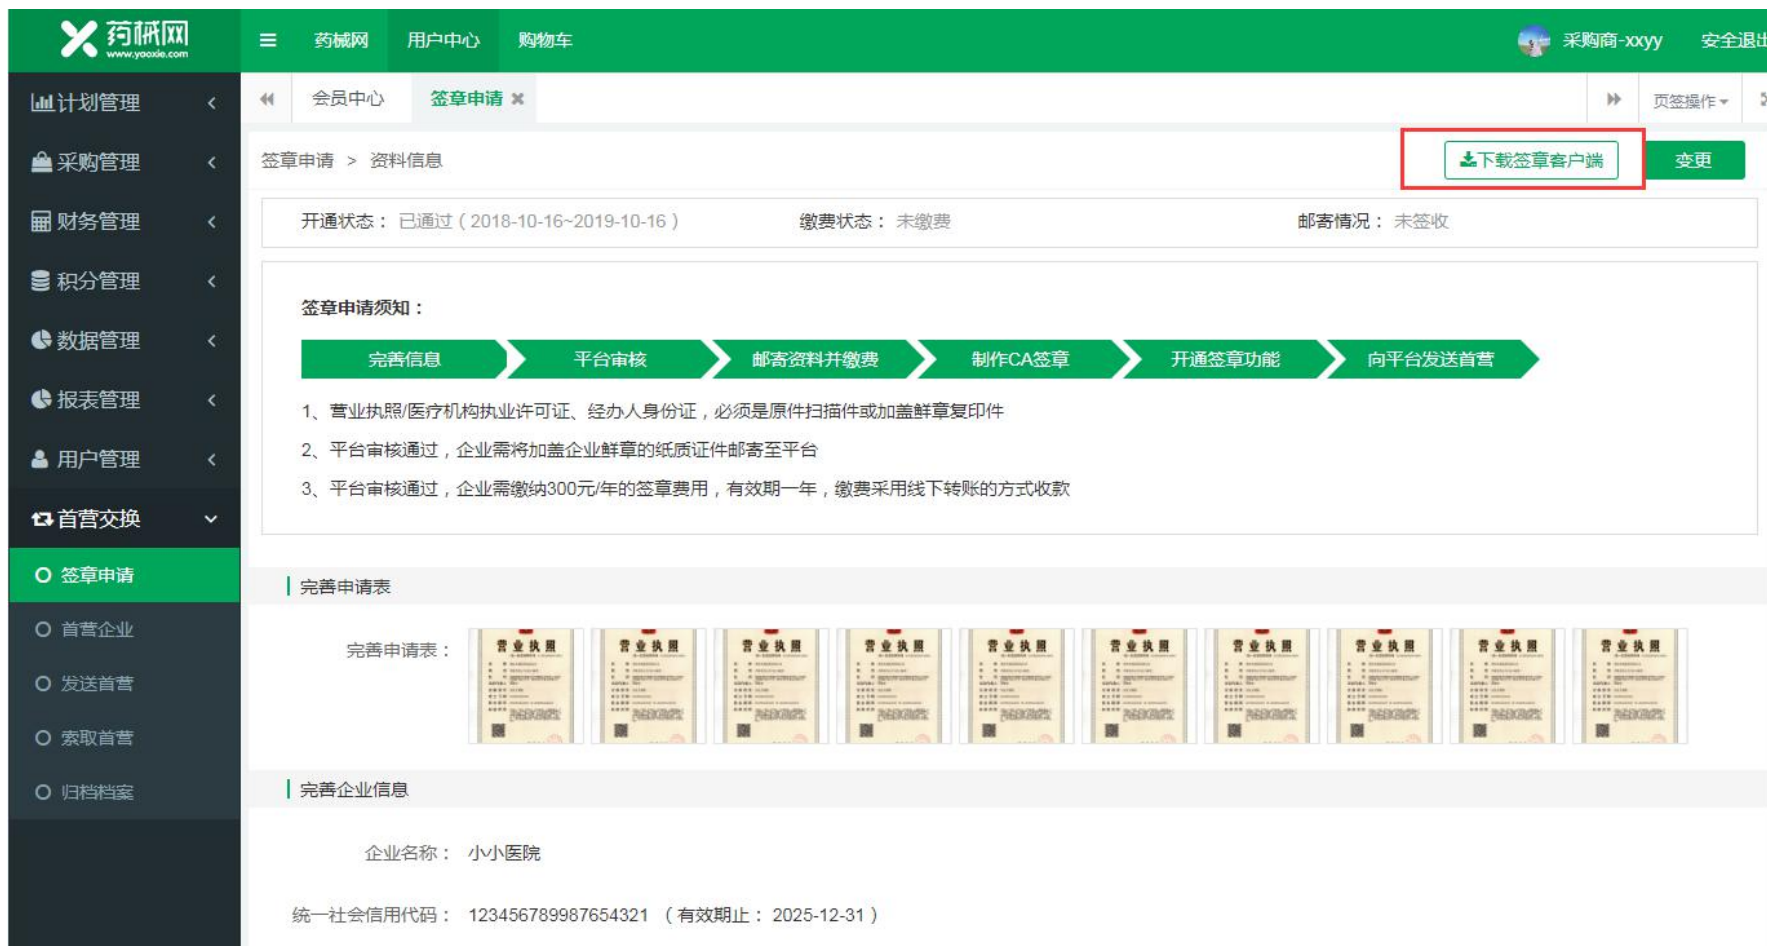 药械网
www.yaoxie.com
药械网 用户中心 购物车 采购商-xxyy 安全退出
计划管理
采购管理
财务管理
积分管理
数据管理
报表管理
用户管理
首营交换
签章申请
首营企业
发送首营
索取首营
归档档案
会员中心 签章申请 页签操作
签章申请 > 资料信息 下载签章客户端 变更
开通状态： 已通过（2018-10-16~2019-10-16） 缴费状态： 未缴费 邮寄情况： 未签收
签章申请须知：
完善信息 平台审核 邮寄资料并缴费 制作CA签章 开通签章功能 向平台发送首营
1、营业执照/医疗机构执业许可证、经办人身份证，必须是原件扫描件或加盖鲜章复印件
2、平台审核通过，企业需将加盖企业鲜章的纸质证件邮寄至平台
3、平台审核通过，企业需缴纳300元/年的签章费用，有效期一年，缴费采用线下转账的方式收款
完善申请表
完善申请表： 营业执照 营业执照 营业执照 营业执照 营业执照 营业执照 营业执照 营业执照 营业执照 营业执照
完善企业信息
企业名称： 小小医院
统一社会信用代码： 123456789987654321 （有效期止： 2025-12-31）